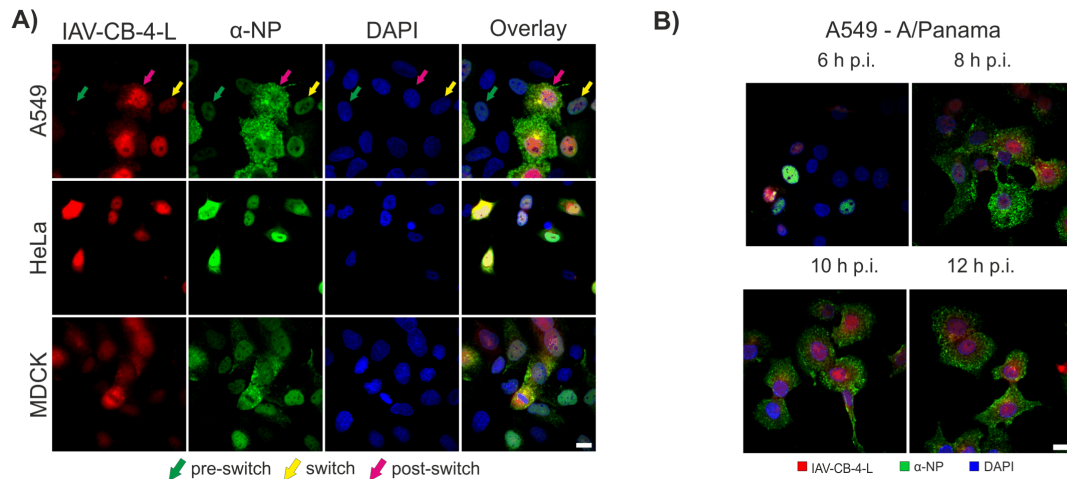 A)
IAV-CB-4-L α-NP DAPI Overlay
A549
HeLa
MDCK
pre-switch switch post-switch
B)
A549 - A/Panama
6 h p.i. 8 h p.i.
10 h p.i. 12 h p.i.
IAV-CB-4-L α-NP DAPI